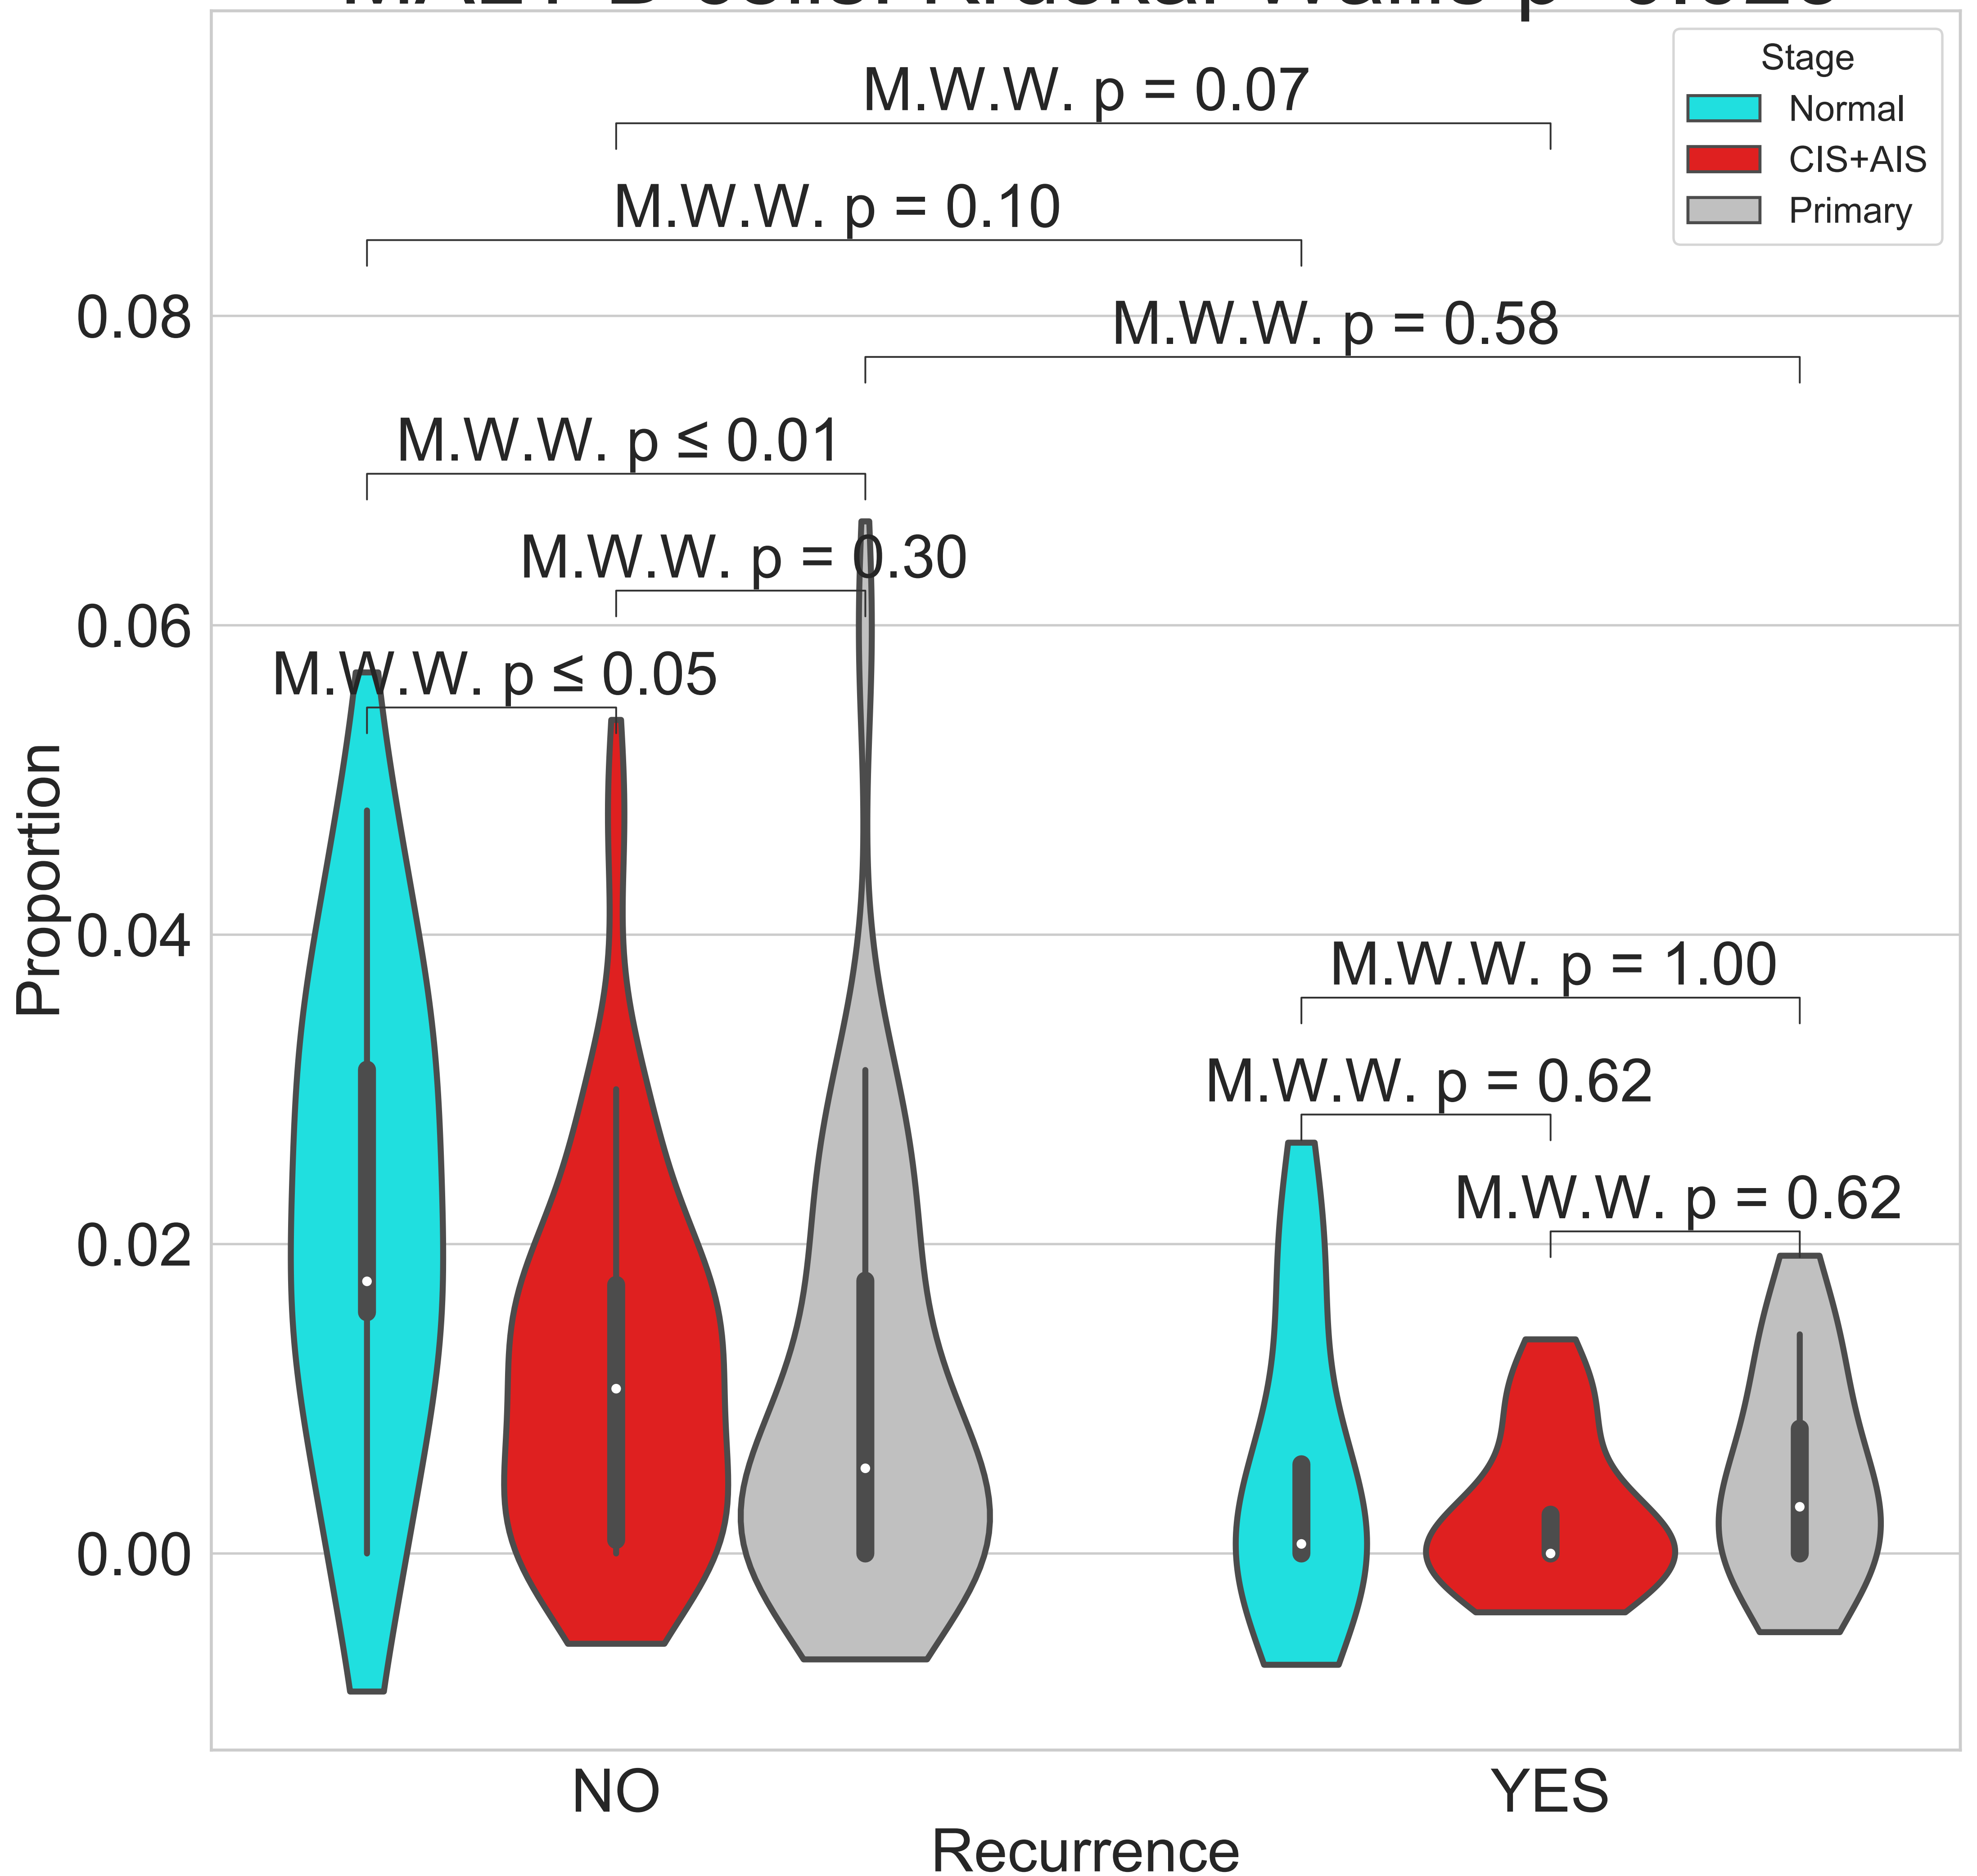 M.W.W. p = 0.07
M.W.W. p = 0.10
M.W.W. p = 0.58
M.W.W. p ≤ 0.01
M.W.W. p = 0.30
M.W.W. p ≤ 0.05
M.W.W. p = 1.00
M.W.W. p = 0.62
M.W.W. p = 0.62
Stage
Normal
CIS+AIS
Primary
0.08
0.06
0.04
0.02
0.00
Proportion
NO
YES
Recurrence